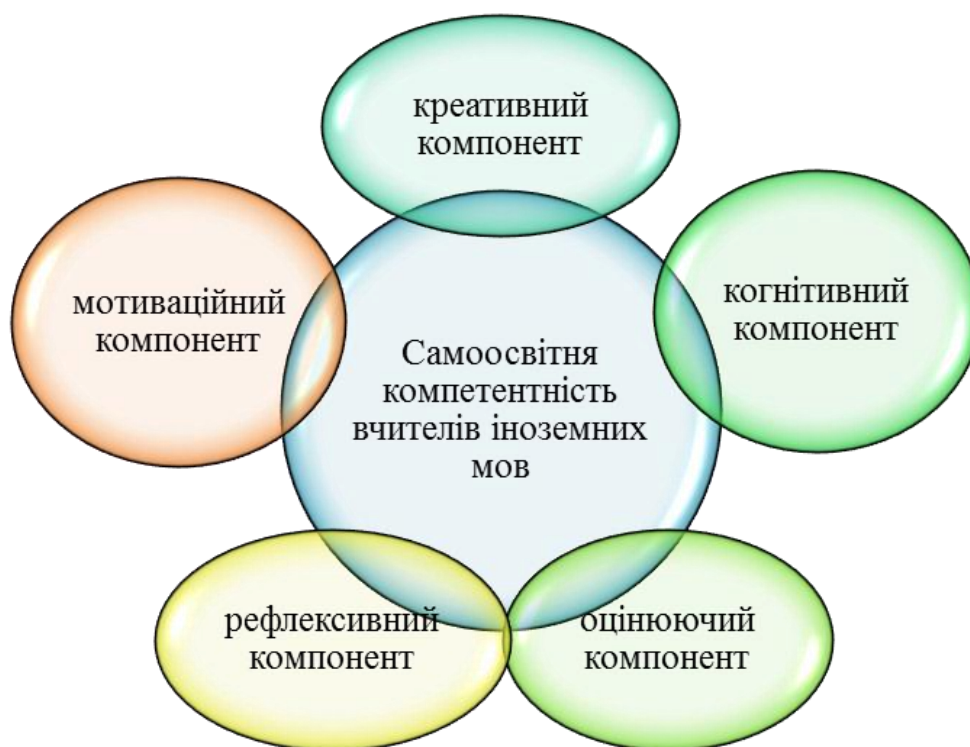 креативний
компонент
мотиваційний
компонент
когнітивний
компонент
Самоосвітня
компетентність
вчителів іноземних
мов
рефлексивний
компонент
оцінюючий
компонент